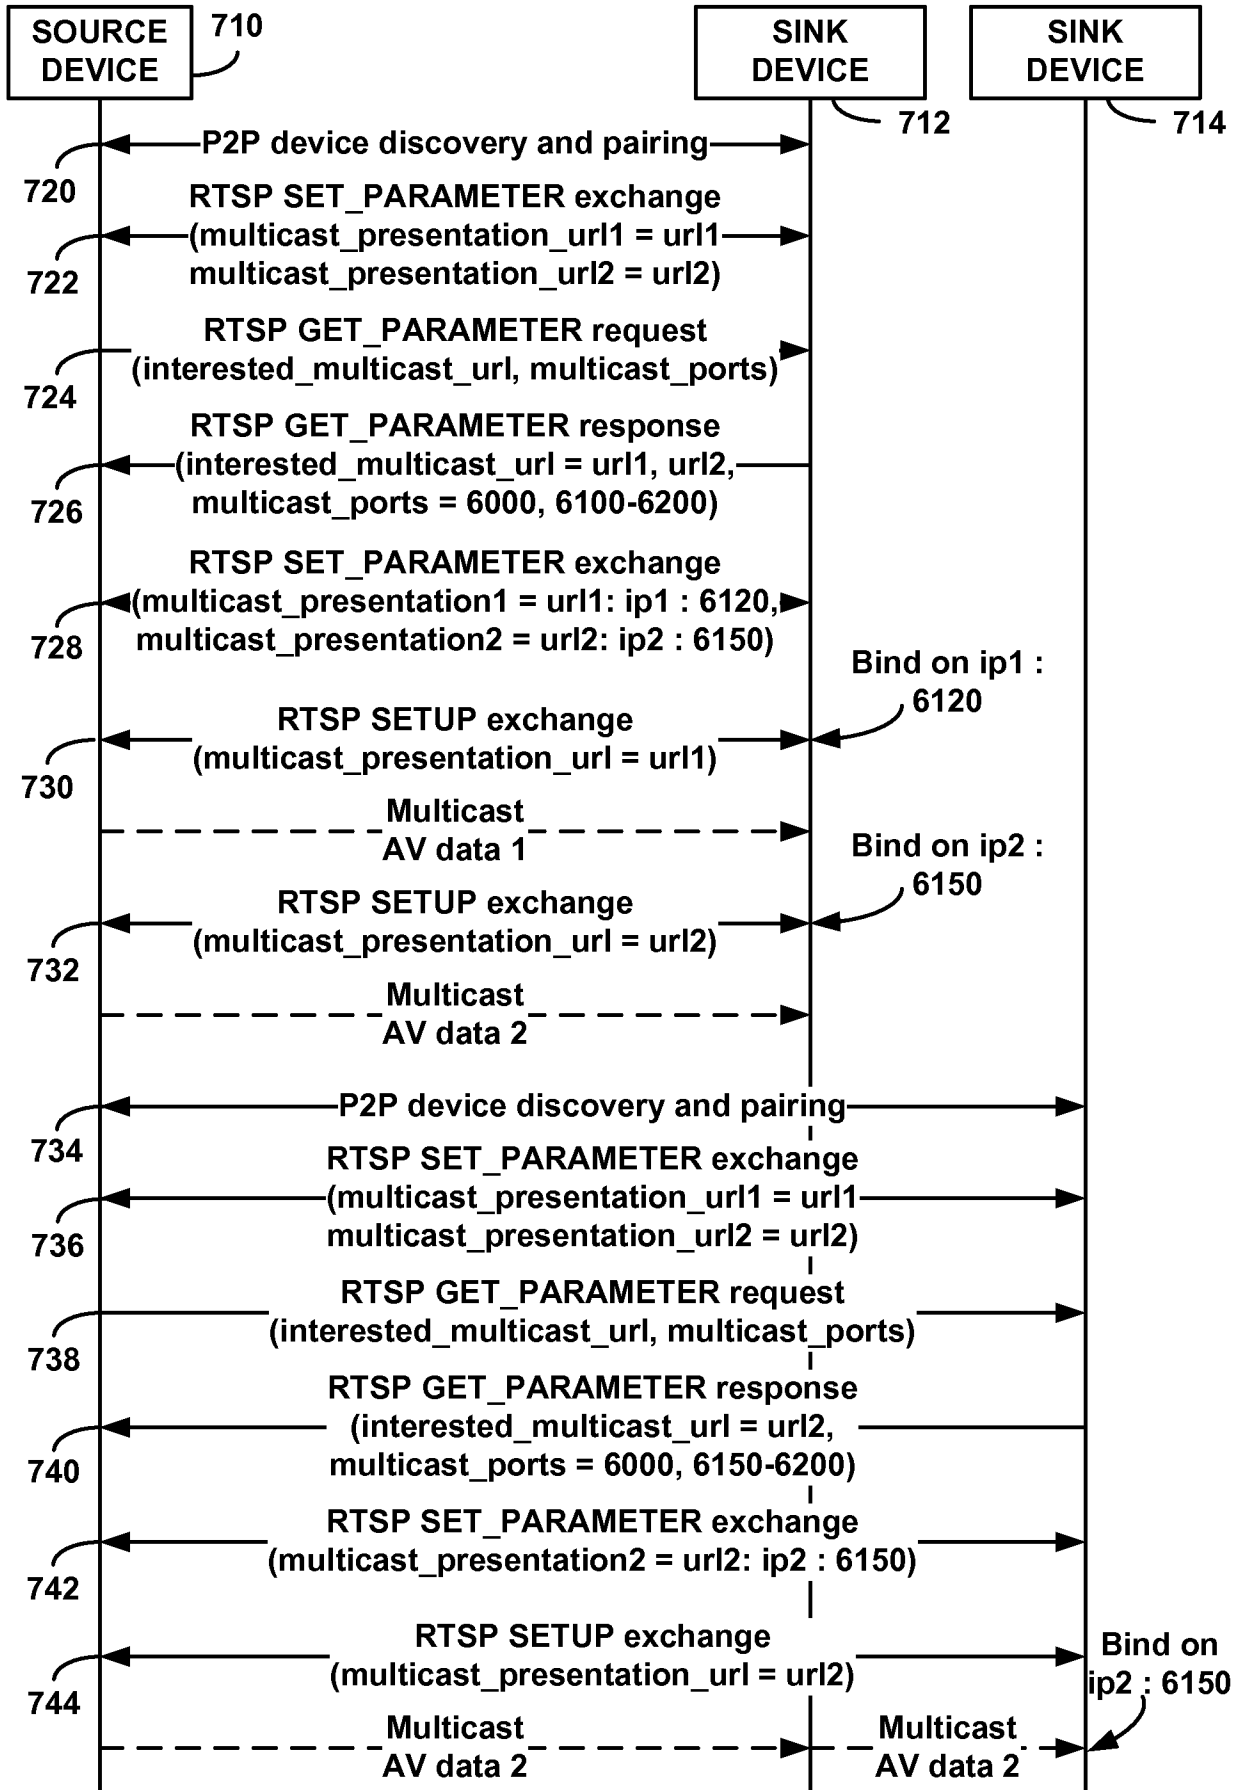 SOURCE
DEVICE
710
SINK
DEVICE
712
SINK
DEVICE
714
P2P device discovery and pairing
720
RTSP SET_PARAMETER exchange
(multicast_presentation_url1 = url1
multicast_presentation_url2 = url2)
722
RTSP GET_PARAMETER request
(interested_multicast_url, multicast_ports)
724
RTSP GET_PARAMETER response
(interested_multicast_url = url1, url2,
multicast_ports = 6000, 6100-6200)
726
RTSP SET_PARAMETER exchange
(multicast_presentation1 = url1: ip1 : 6120,
multicast_presentation2 = url2: ip2 : 6150)
728
Bind on ip1 :
6120
RTSP SETUP exchange
(multicast_presentation_url = url1)
730
Multicast
AV data 1
Bind on ip2 :
6150
RTSP SETUP exchange
(multicast_presentation_url = url2)
732
Multicast
AV data 2
P2P device discovery and pairing
734
RTSP SET_PARAMETER exchange
(multicast_presentation_url1 = url1
multicast_presentation_url2 = url2)
736
RTSP GET_PARAMETER request
(interested_multicast_url, multicast_ports)
738
RTSP GET_PARAMETER response
(interested_multicast_url = url2,
multicast_ports = 6000, 6150-6200)
740
RTSP SET_PARAMETER exchange
(multicast_presentation2 = url2: ip2 : 6150)
742
RTSP SETUP exchange
(multicast_presentation_url = url2)
744
Bind on
ip2 : 6150
Multicast
AV data 2
Multicast
AV data 2